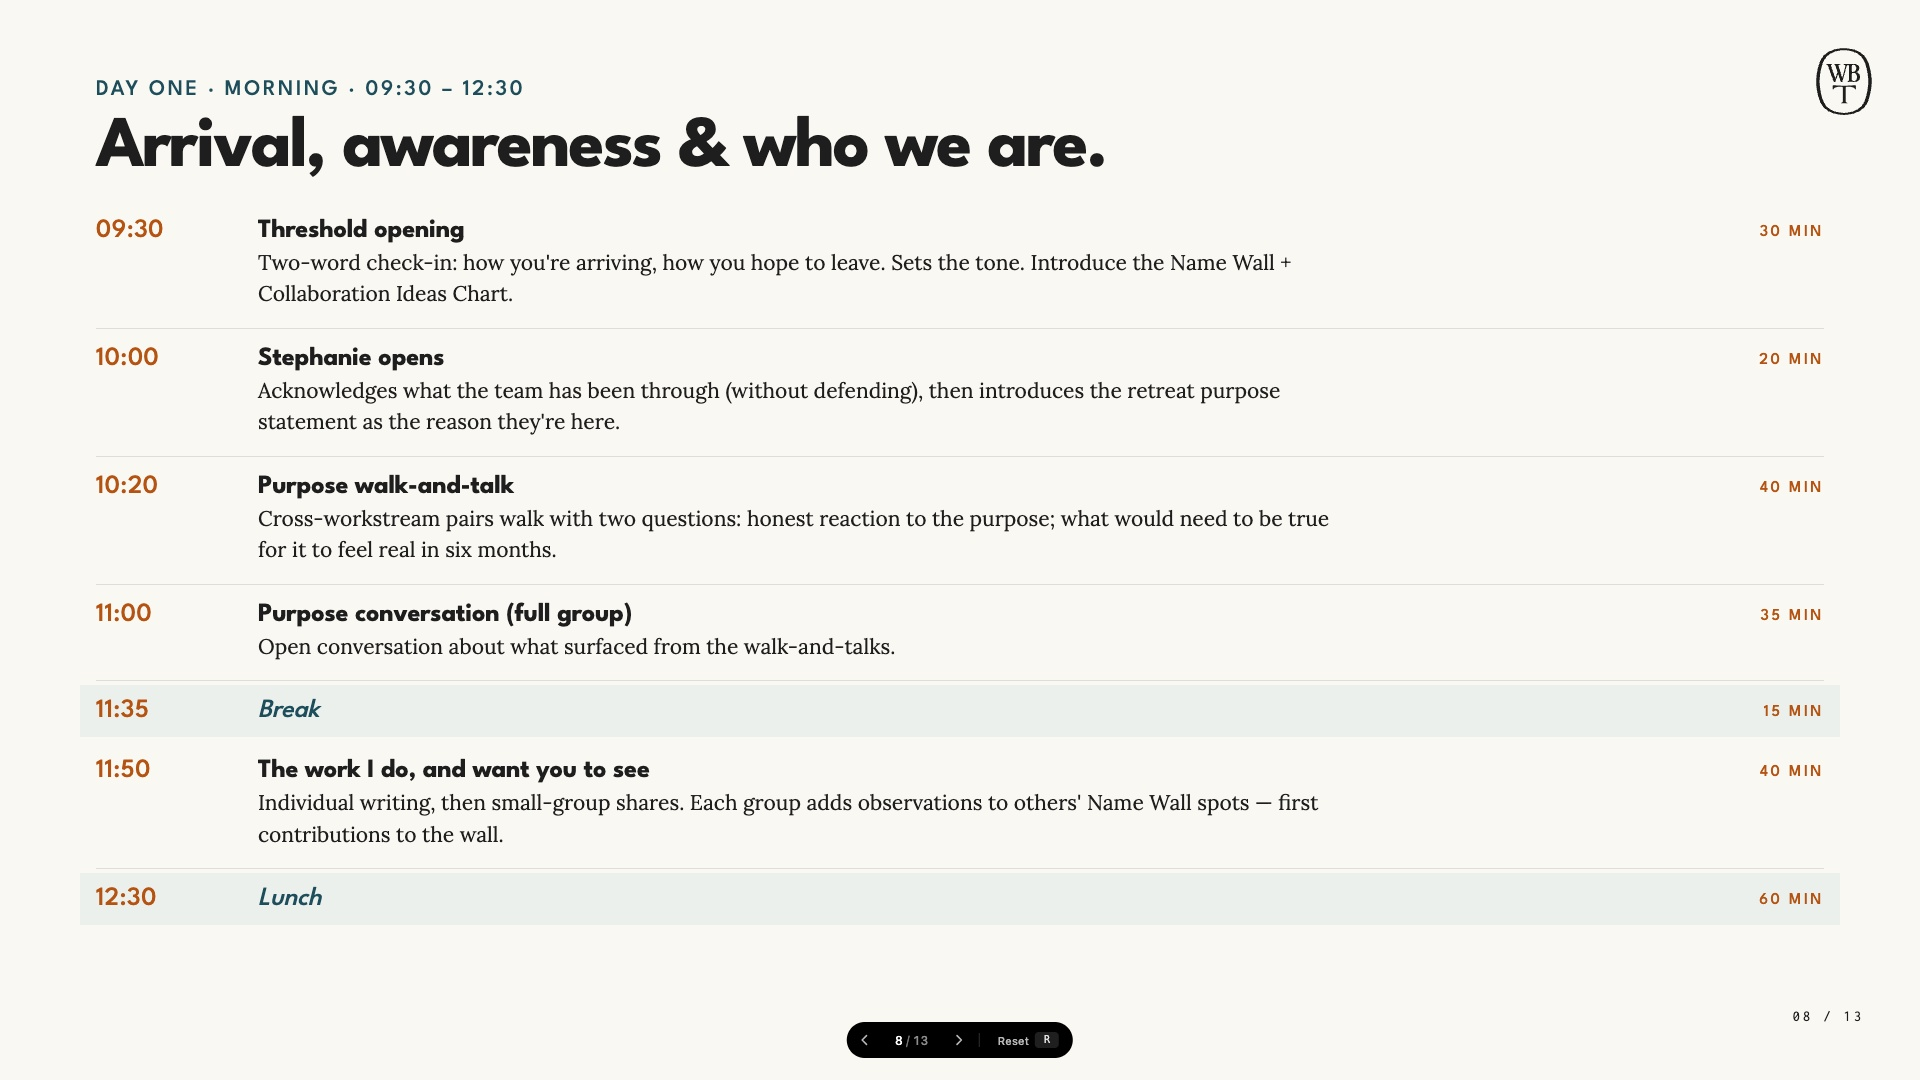 DAY ONE · MORNING · 09:30 – 12:30
WB
T
Arrival, awareness & who we are.
09:30 Threshold opening 30 MIN
Two-word check-in: how you're arriving, how you hope to leave. Sets the tone. Introduce the Name Wall +
Collaboration Ideas Chart.
10:00 Stephanie opens 20 MIN
Acknowledges what the team has been through (without defending), then introduces the retreat purpose
statement as the reason they're here.
10:20 Purpose walk-and-talk 40 MIN
Cross-workstream pairs walk with two questions: honest reaction to the purpose; what would need to be true
for it to feel real in six months.
11:00 Purpose conversation (full group) 35 MIN
Open conversation about what surfaced from the walk-and-talks.
11:35 Break 15 MIN
11:50 The work I do, and want you to see 40 MIN
Individual writing, then small-group shares. Each group adds observations to others' Name Wall spots — first
contributions to the wall.
12:30 Lunch 60 MIN
08 / 13
8 / 13 Reset R